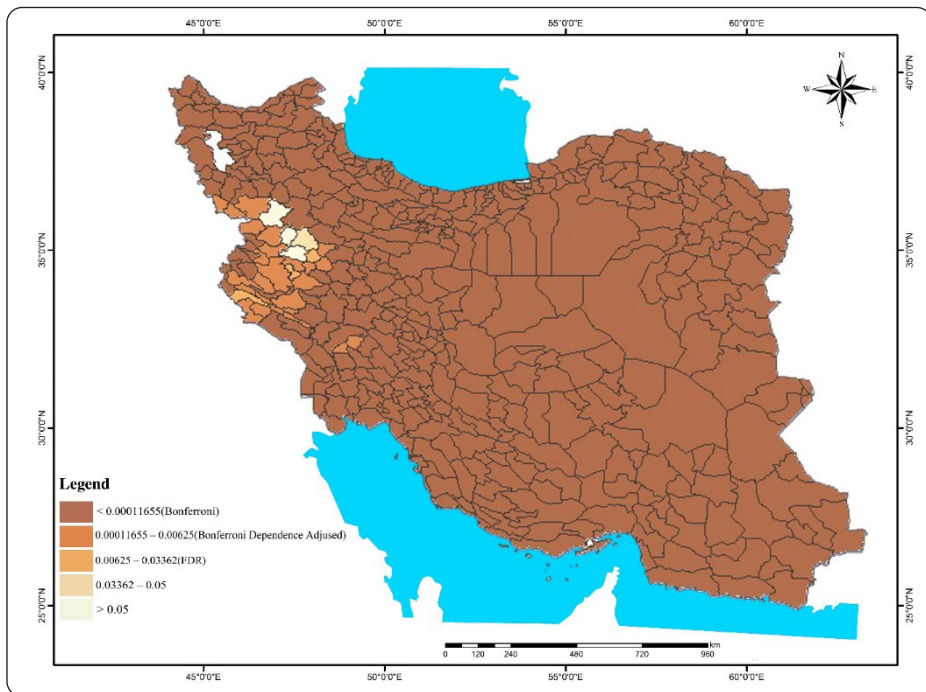 45°0'0"E 50°0'0"E 55°0'0"E 60°0'0"E
40°0'0"N 40°0'0"N
N
W E
S
35°0'0"N 35°0'0"N
30°0'0"N 30°0'0"N
Legend
< 0.00011655(Bonferroni)
0.00011655 – 0.00625(Bonferroni Dependence Adjused)
0.00625 – 0.03362(FDR)
0.03362 – 0.05
> 0.05
25°0'0"N 25°0'0"N
km
0 120 240 480 720 960
45°0'0"E 50°0'0"E 55°0'0"E 60°0'0"E